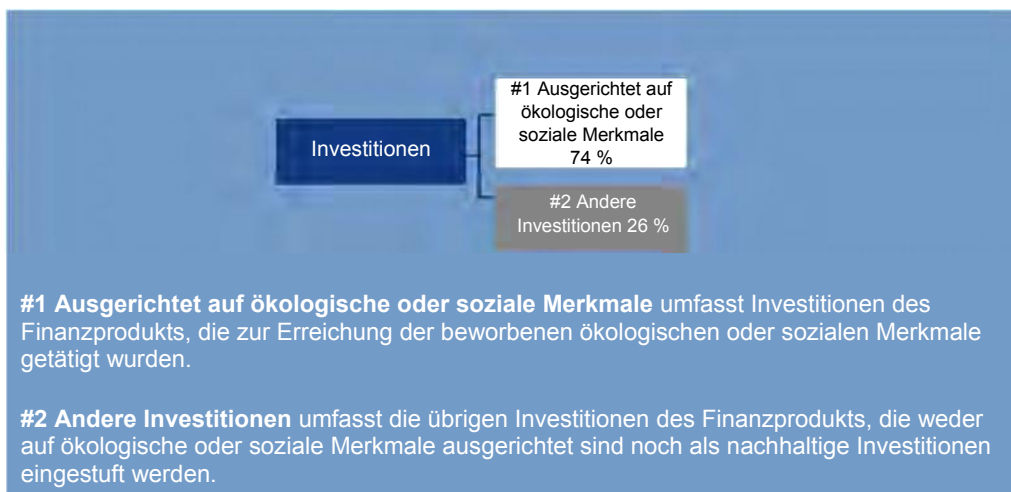 Investitionen
#1 Ausgerichtet auf
ökologische oder
soziale Merkmale
74 %
#2 Andere
Investitionen 26 %
#1 Ausgerichtet auf ökologische oder soziale Merkmale umfasst Investitionen des
Finanzprodukts, die zur Erreichung der beworbenen ökologischen oder sozialen Merkmale
getätigt wurden.
#2 Andere Investitionen umfasst die übrigen Investitionen des Finanzprodukts, die weder
auf ökologische oder soziale Merkmale ausgerichtet sind noch als nachhaltige Investitionen
eingestuft werden.